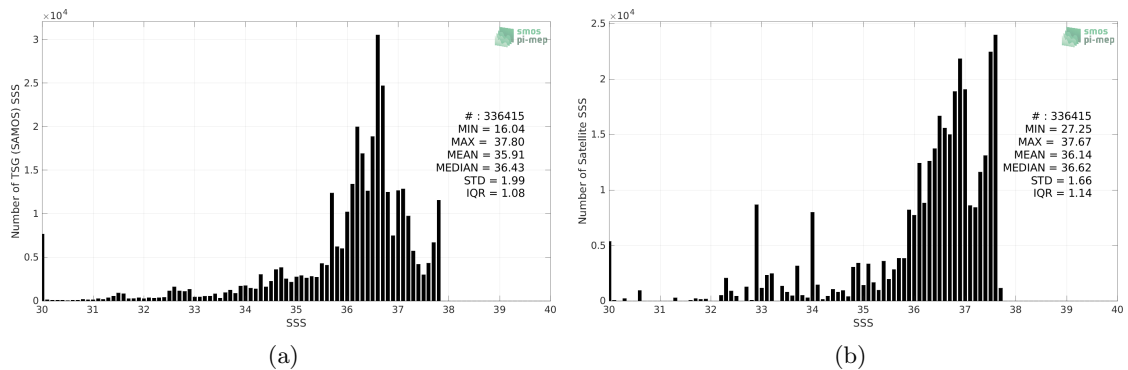 ×10⁴
smos
pi-mep
3
2.5
2
1.5
1
0.5
0
Number of TSG (SAMOS) SSS
# : 336415
MIN = 16.04
MAX = 37.80
MEAN = 35.91
MEDIAN = 36.43
STD = 1.99
IQR = 1.08
30 31 32 33 34 35 36 37 38 39 40
SSS
(a)
×10⁴
smos
pi-mep
2.5
2
1.5
1
0.5
0
Number of Satellite SSS
# : 336415
MIN = 27.25
MAX = 37.67
MEAN = 36.14
MEDIAN = 36.62
STD = 1.66
IQR = 1.14
30 31 32 33 34 35 36 37 38 39 40
SSS
(b)